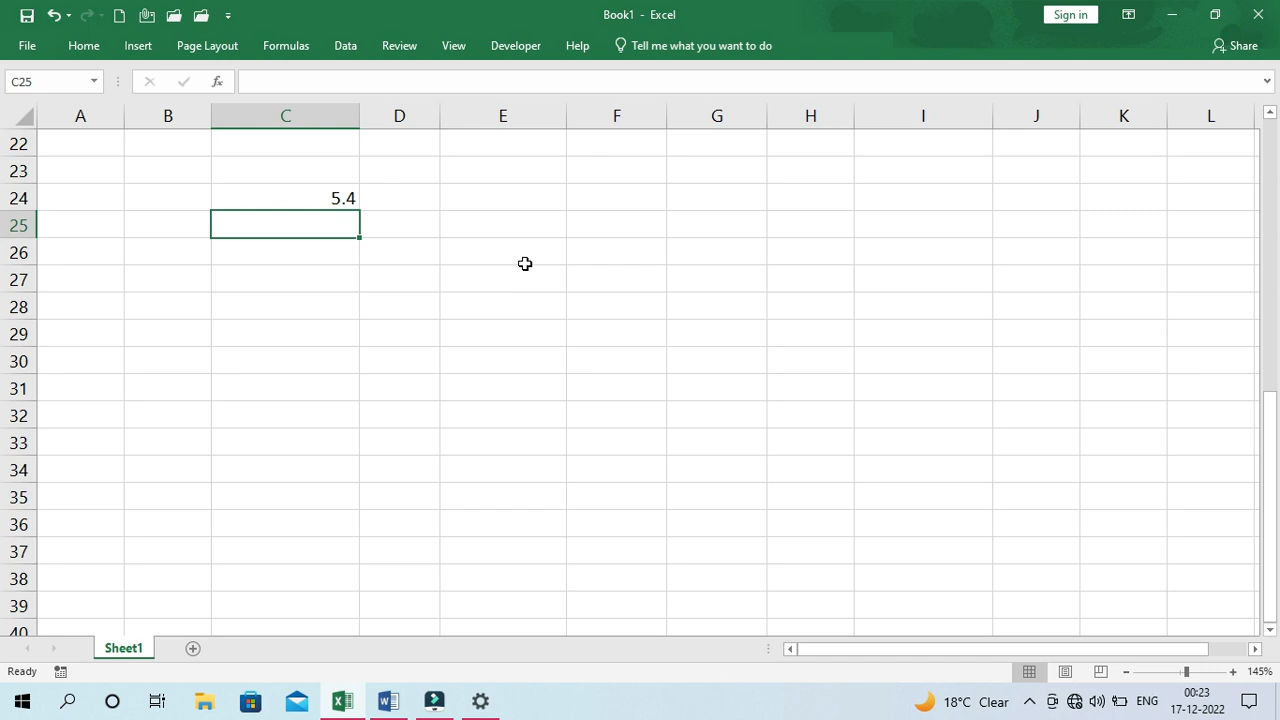 Book1 - Excel
Sign in
File Home Insert Page Layout Formulas Data Review View Developer Help Tell me what you want to do Share
C25 fx
A B C D E F G H I J K L
22
23
24 5.4
25
26
27
28
29
30
31
32
33
34
35
36
37
38
39
40
Sheet1
Ready 145%
18°C Clear ENG 00:23
17-12-2022